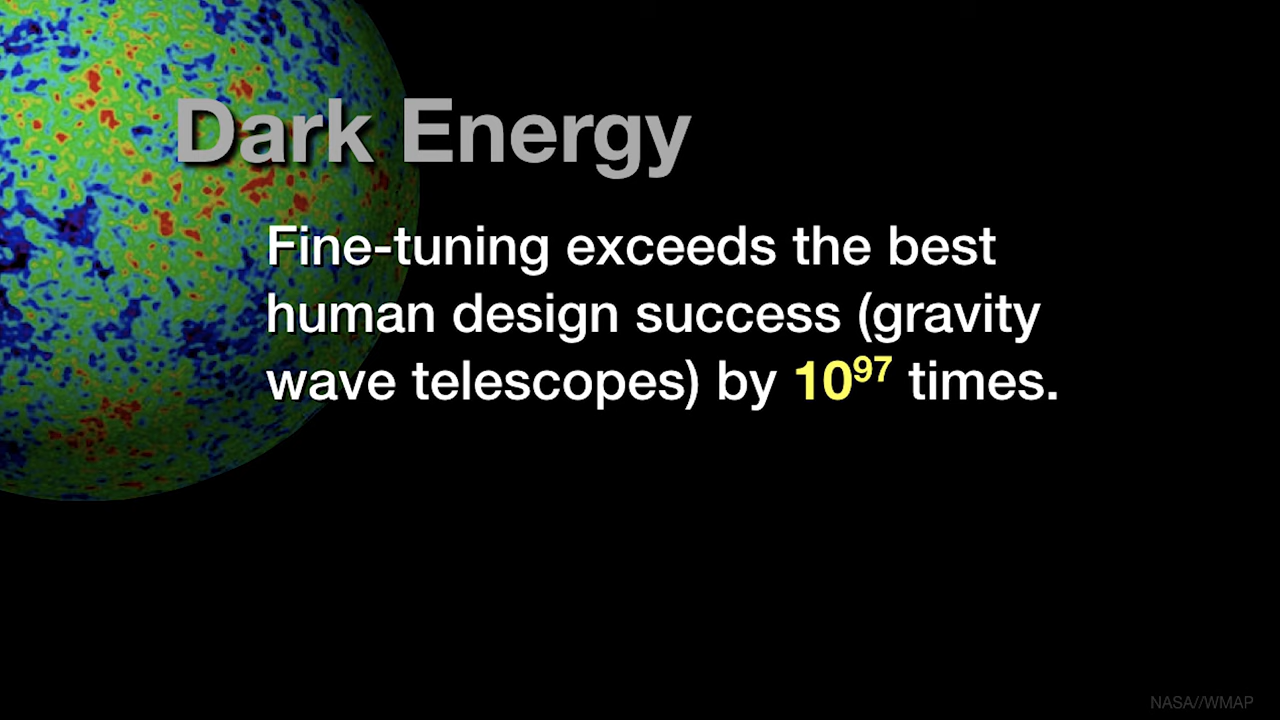 Dark Energy
Fine-tuning exceeds the best
human design success (gravity
wave telescopes) by 10⁹⁷ times.
NASA//WMAP